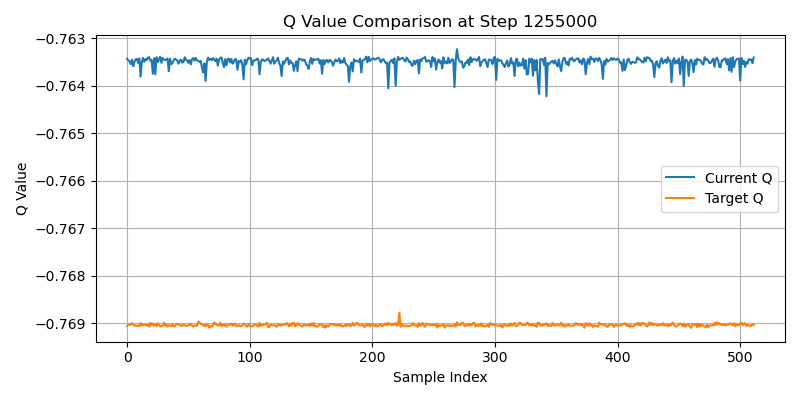 Q Value Comparison at Step 1255000
−0.763
−0.764
−0.765
−0.766
−0.767
−0.768
−0.769
Q Value
Current Q
Target Q
0 100 200 300 400 500
Sample Index